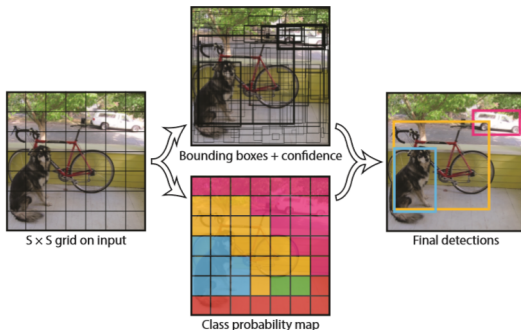 Bounding boxes + confidence
S × S grid on input
Final detections
Class probability map